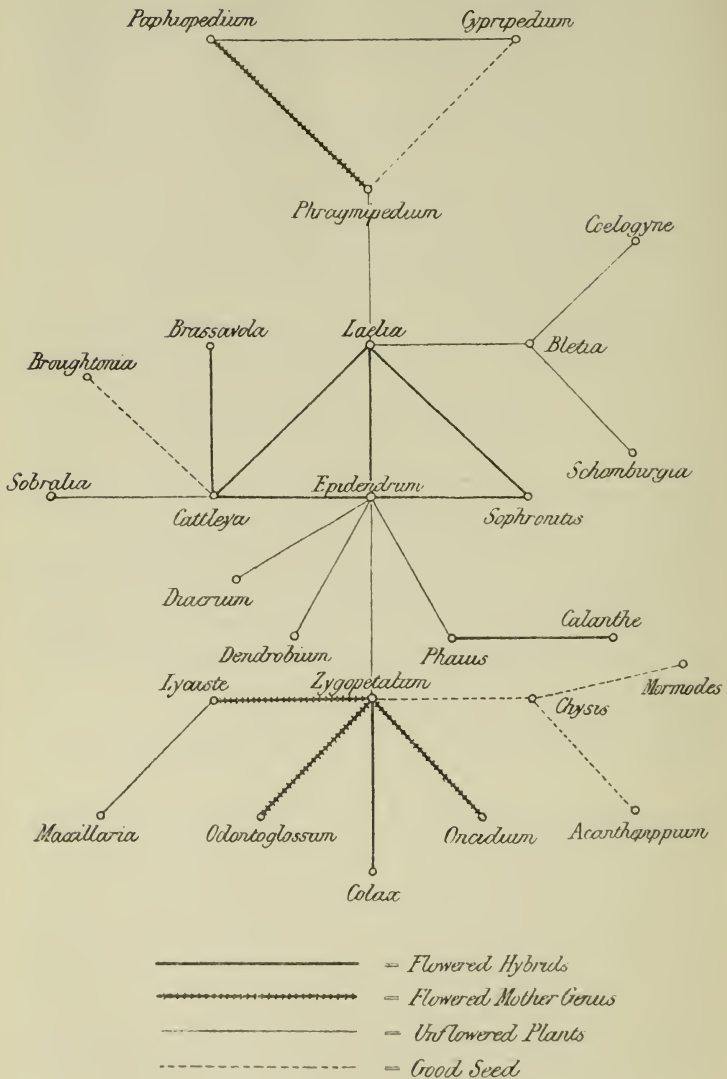 Paphiopedium
Cypripedium
Phragmipedium
Coelogyne
Brassavola
Laelia
Bletia
Broughtonia
Schomburgia
Sobralia
Cattleya
Epidendrum
Sophronitis
Diacrium
Dendrobium
Phaius
Calanthe
Lycaste
Zygopetalum
Chysis
Mormodes
Maxillaria
Odontoglossum
Oncidium
Acanthephippium
Colax
= Flowered Hybrids
= Flowered Mother Genus
= Unflowered Plants
= Good Seed